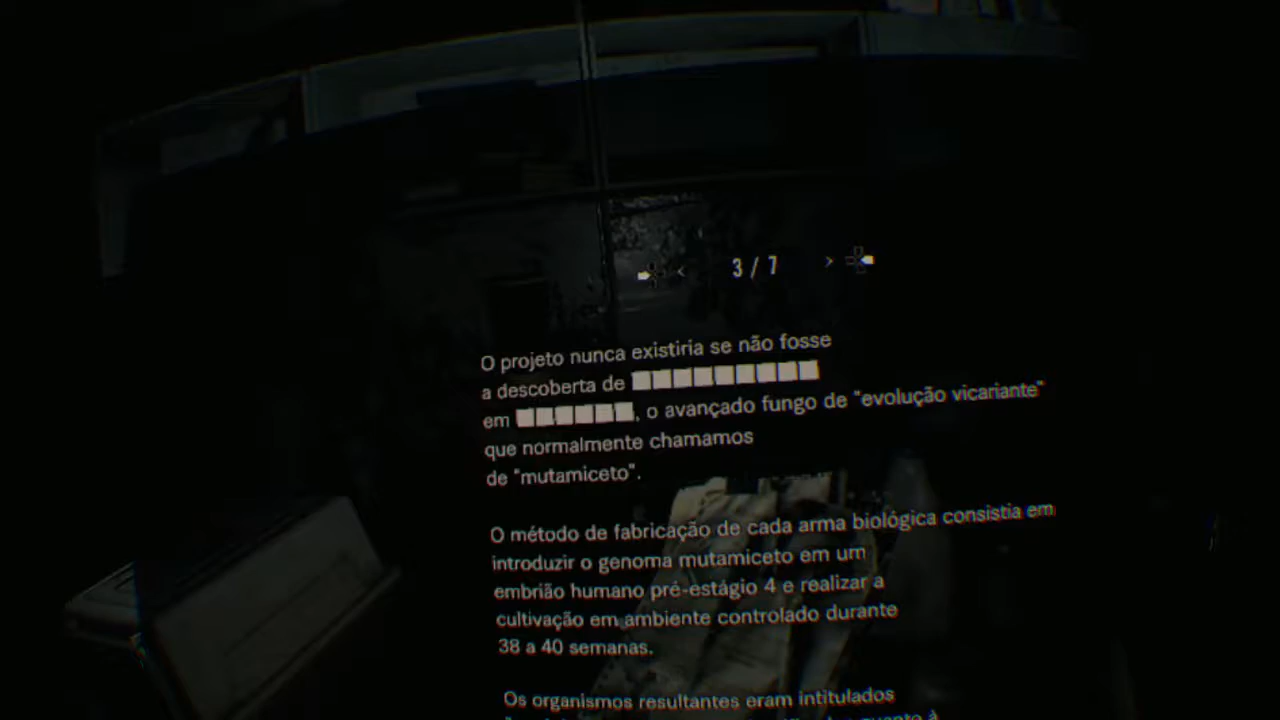 3 / 7
O projeto nunca existiria se não fosse
a descoberta de ■■■■■■■■■
em ■■■■■■, o avançado fungo de "evolução vicariante"
que normalmente chamamos
de "mutamiceto".
O método de fabricação de cada arma biológica consistia em
introduzir o genoma mutamiceto em um
embrião humano pré-estágio 4 e realizar a
cultivação em ambiente controlado durante
38 a 40 semanas.
Os organismos resultantes eram intitulados